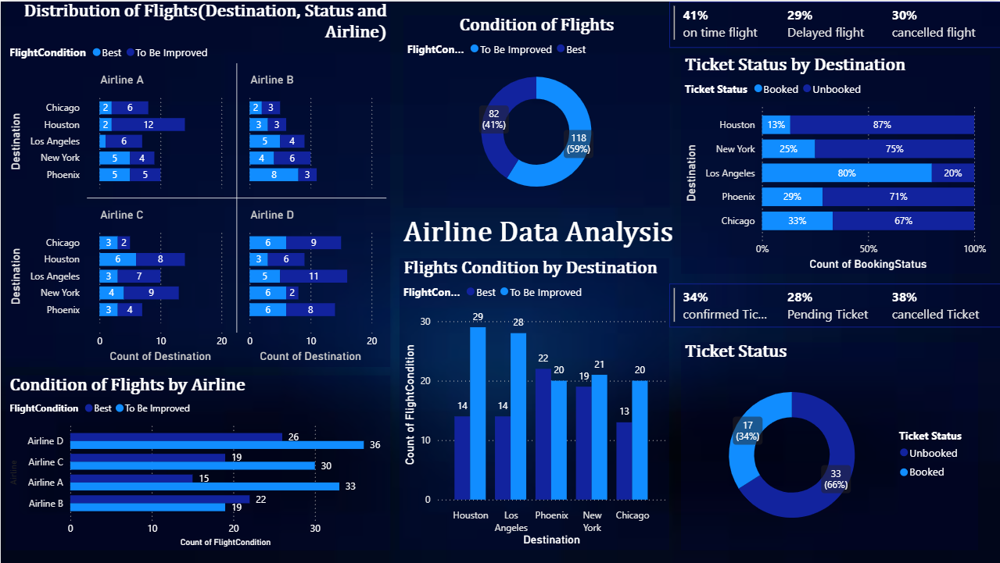 Distribution of Flights(Destination, Status and
Airline)
FlightCondition Best To Be Improved
Airline A
Airline B
Destination
Chicago 2 6 2 3
Houston 2 12 3 3
Los Angeles 6 5 4
New York 5 4 4 6
Phoenix 5 5 8 3
Airline C
Airline D
Destination
Chicago 3 2 6 9
Houston 6 8 3 6
Los Angeles 3 7 5 11
New York 4 9 6 2
Phoenix 3 4 6 8
0 10 20 0 10 20
Count of Destination Count of Destination
Condition of Flights by Airline
FlightCondition Best To Be Improved
Airline
Airline D 26
36
Airline C 19
30
Airline A 15
33
Airline B 22
19
0 10 20 30
Count of FlightCondition
Condition of Flights
FlightCon... To Be Improved Best
82
(41%)
118
(59%)
Airline Data Analysis
Flights Condition by Destination
FlightCon... Best To Be Improved
Count of FlightCondition
30
20
10
0
14 29 14 28 22 20 19 21 13 20
Houston Los Angeles Phoenix New York Chicago
Destination
41% 29% 30%
on time flight Delayed flight cancelled flight
Ticket Status by Destination
Ticket Status Booked Unbooked
Destination
Houston 13% 87%
New York 25% 75%
Los Angeles 80% 20%
Phoenix 29% 71%
Chicago 33% 67%
0% 50% 100%
Count of BookingStatus
34% 28% 38%
confirmed Tic... Pending Ticket cancelled Ticket
Ticket Status
17
(34%)
33
(66%)
Ticket Status
Unbooked
Booked